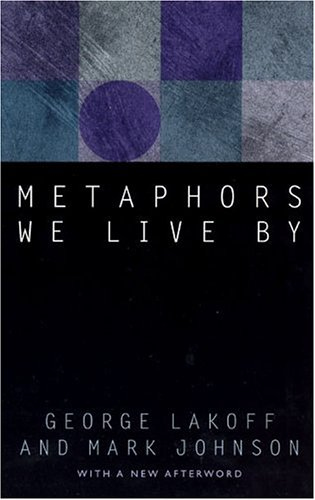 METAPHORS
WE LIVE BY
GEORGE LAKOFF
AND MARK JOHNSON
WITH A NEW AFTERWORD